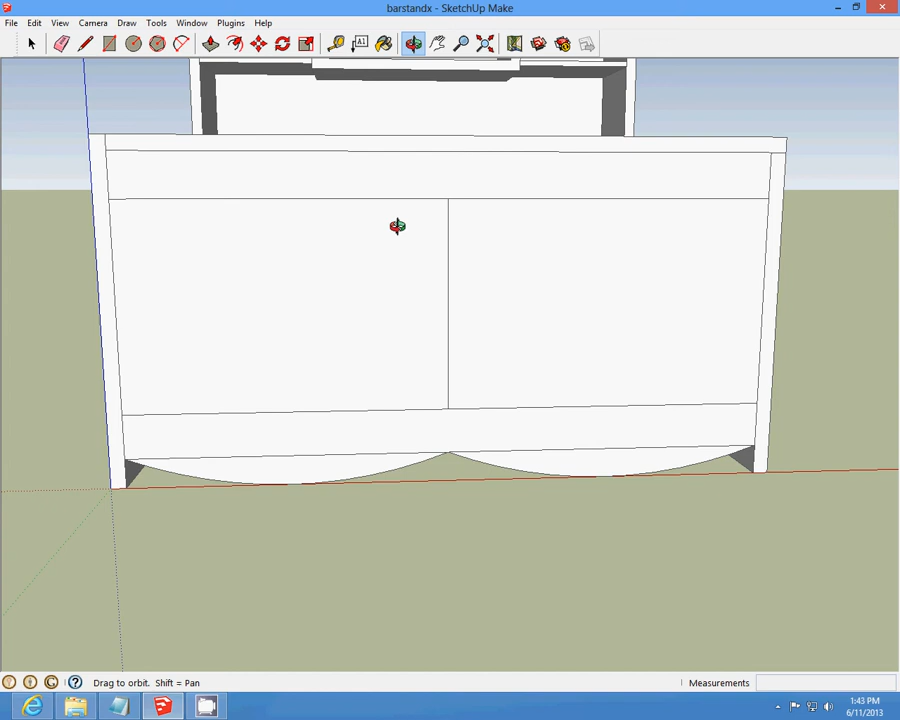 barstandx - SketchUp Make
File Edit View Camera Draw Tools Window Plugins Help
A1
Drag to orbit. Shift = Pan
Measurements
1:43 PM
6/11/2013